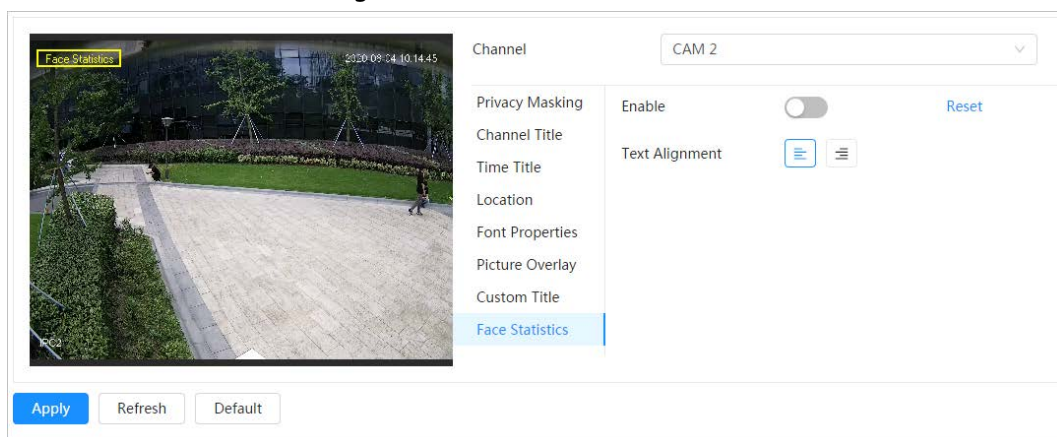 Face Statistics
2020-09-04 10:14:45
IPC2
Channel
CAM 2
Privacy Masking
Channel Title
Time Title
Location
Font Properties
Picture Overlay
Custom Title
Face Statistics
Enable
Reset
Text Alignment
Apply
Refresh
Default